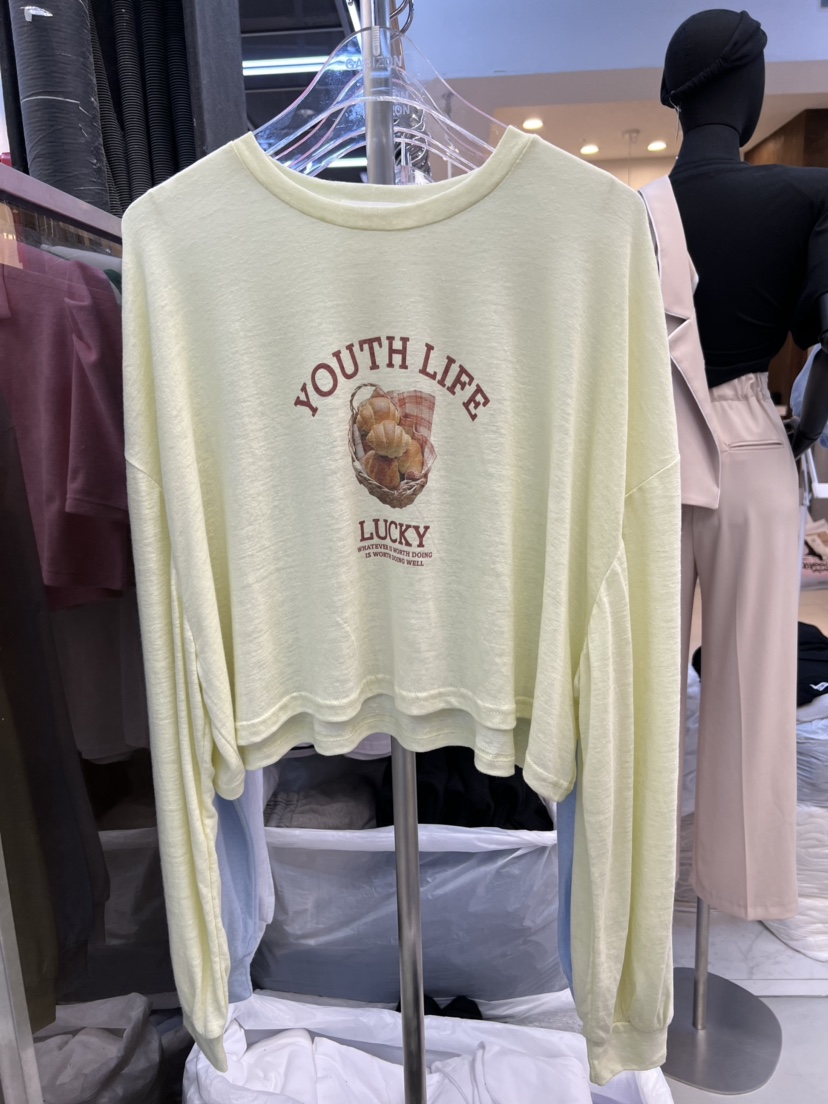 YOUTH LIFE
LUCKY
WHATEVER IS WORTH DOING
IS WORTH DOING WELL